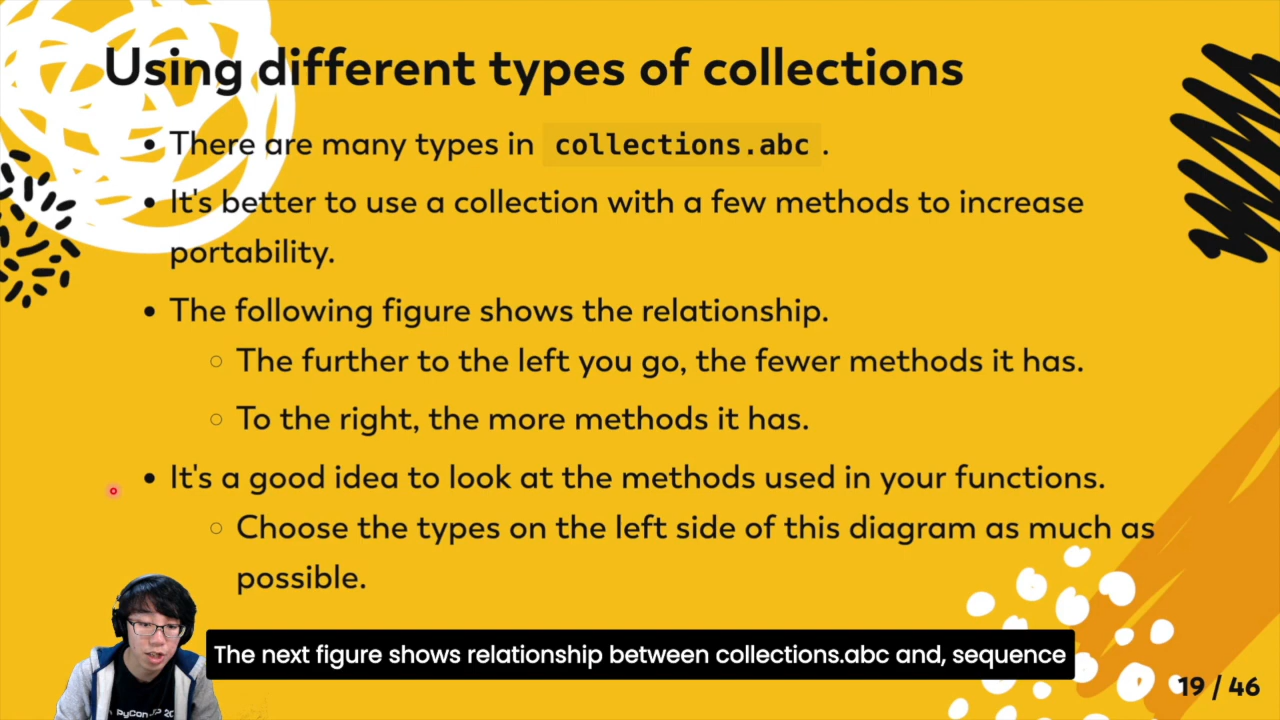 Using different types of collections
There are many types in collections.abc.
It's better to use a collection with a few methods to increase
portability.
The following figure shows the relationship.
The further to the left you go, the fewer methods it has.
To the right, the more methods it has.
It's a good idea to look at the methods used in your functions.
Choose the types on the left side of this diagram as much as
possible.
The next figure shows relationship between collections.abc and, sequence
19 / 46